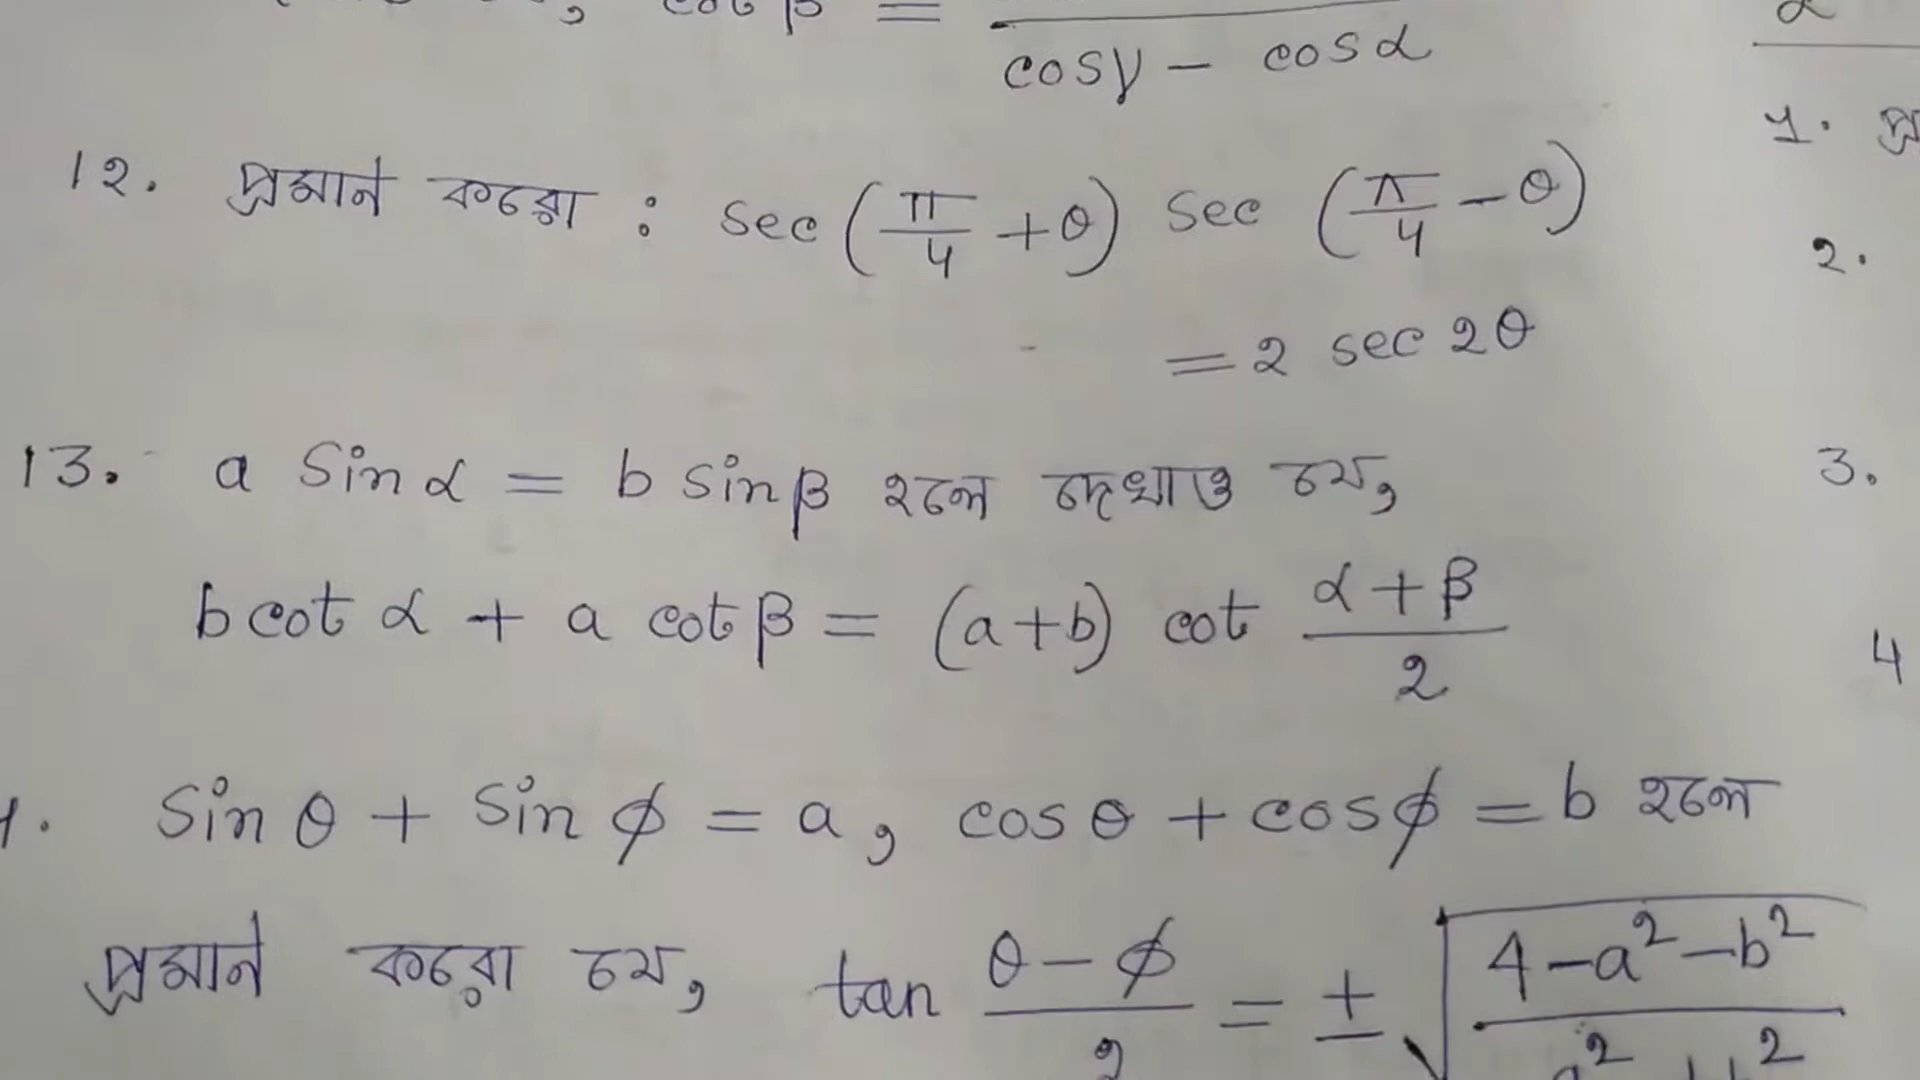 cot β =
cosγ - cosα
12. প্রমান করো : sec (π/4 + θ) sec (π/4 - θ)
= 2 sec 2θ
13. a sin α = b sin β হলে দেখাও যে,
b cot α + a cot β = (a+b) cot (α+β)/2
sin θ + sin ϕ = a, cos θ + cos ϕ = b হলে
প্রমান করো যে, tan (θ-ϕ)/2 = ± √(4-a²-b²)/
α
1.
2.
3.
4